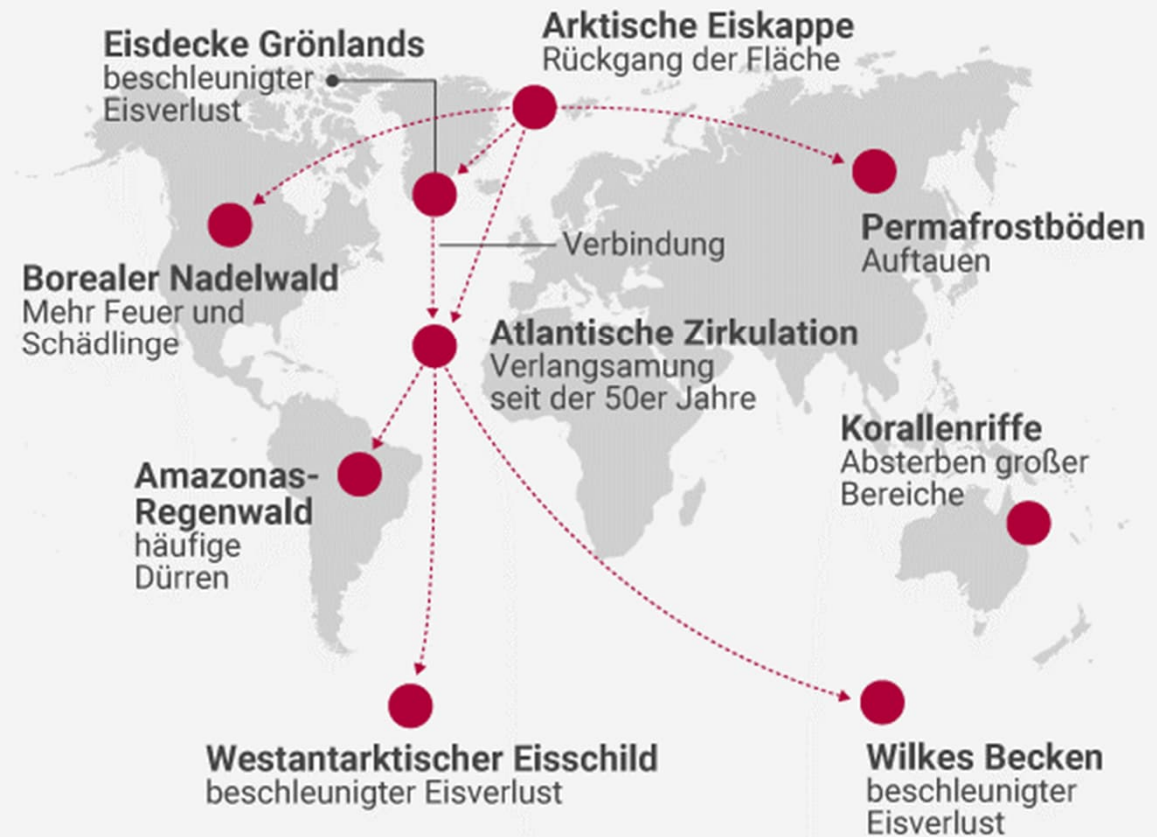 Arktische Eiskappe
Rückgang der Fläche
Eisdecke Grönlands
beschleunigter
Eisverlust
Permafrostböden
Auftauen
Verbindung
Borealer Nadelwald
Mehr Feuer und
Schädlinge
Atlantische Zirkulation
Verlangsamung
seit der 50er Jahre
Korallenriffe
Absterben großer
Bereiche
Amazonas-
Regenwald
häufige
Dürren
Westantarktischer Eisschild
beschleunigter Eisverlust
Wilkes Becken
beschleunigter
Eisverlust